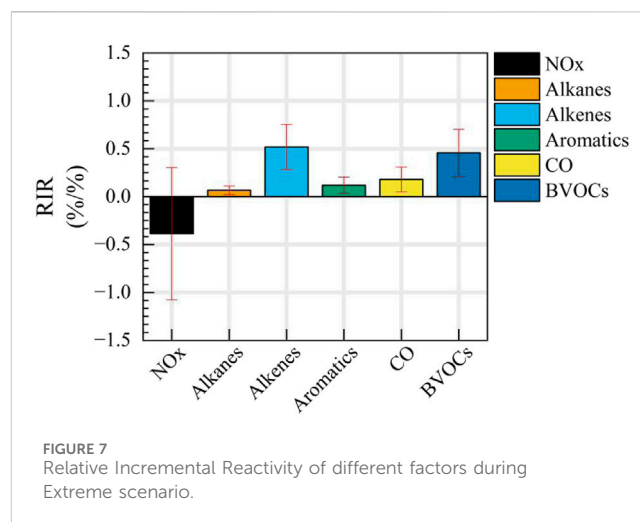 1.5
1.0
0.5
0.0
−0.5
−1.0
−1.5
RIR
(%/%)
NOx
Alkanes
Alkenes
Aromatics
CO
BVOCs
NOx
Alkanes
Alkenes
Aromatics
CO
BVOCs
FIGURE 7
Relative Incremental Reactivity of different factors during
Extreme scenario.